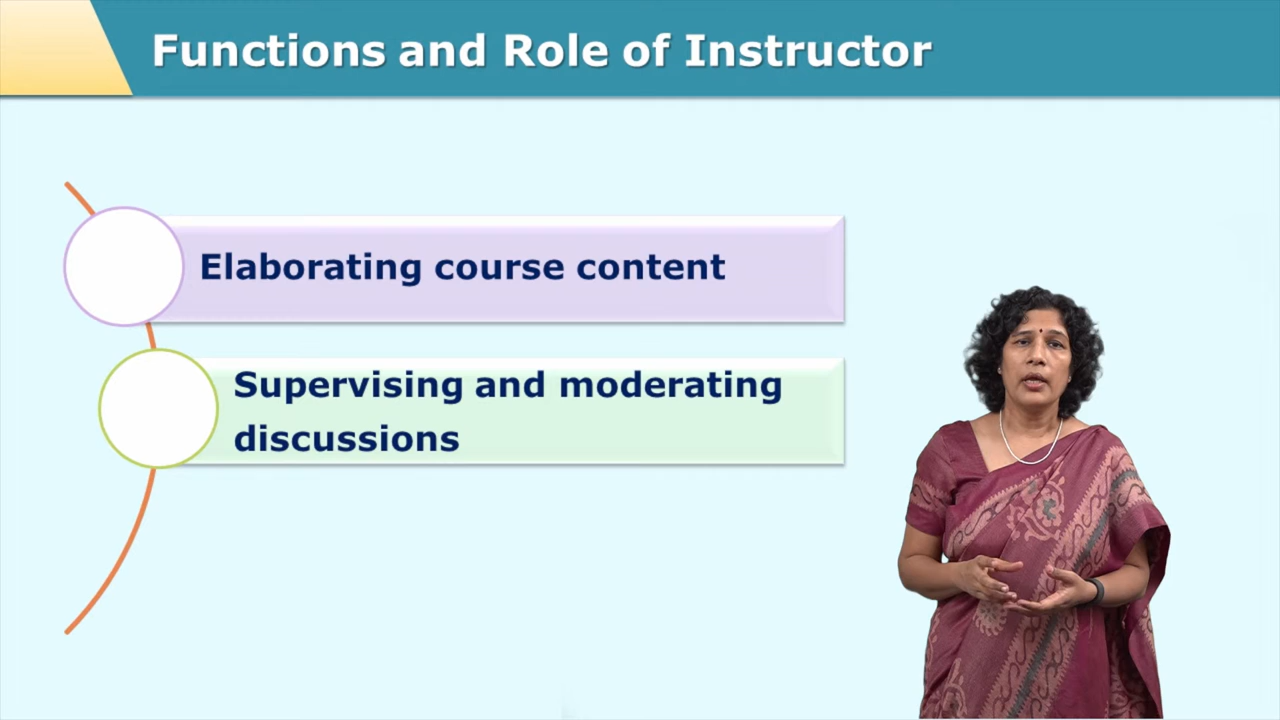 Functions and Role of Instructor
Elaborating course content
Supervising and moderating
discussions